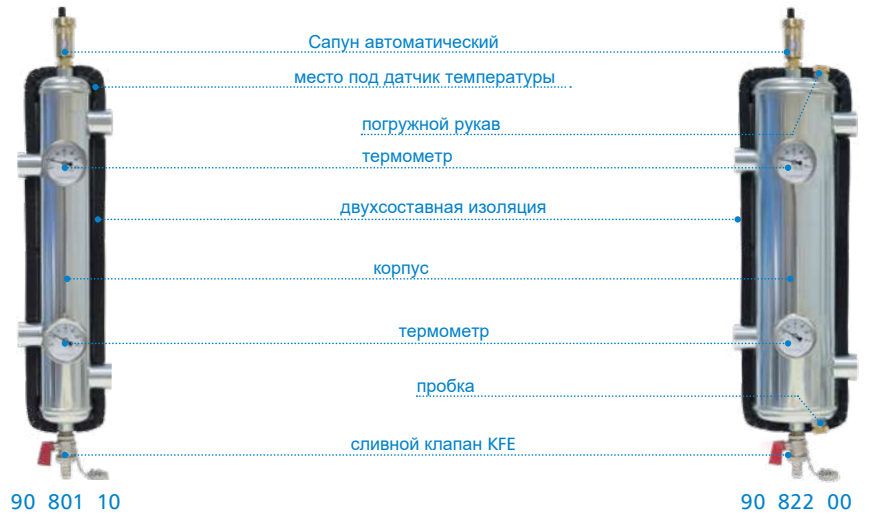 Сапун автоматический
место под датчик температуры
погружной рукав
термометр
двухсоставная изоляция
корпус
термометр
пробка
сливной клапан KFE
90 801 10
90 822 00